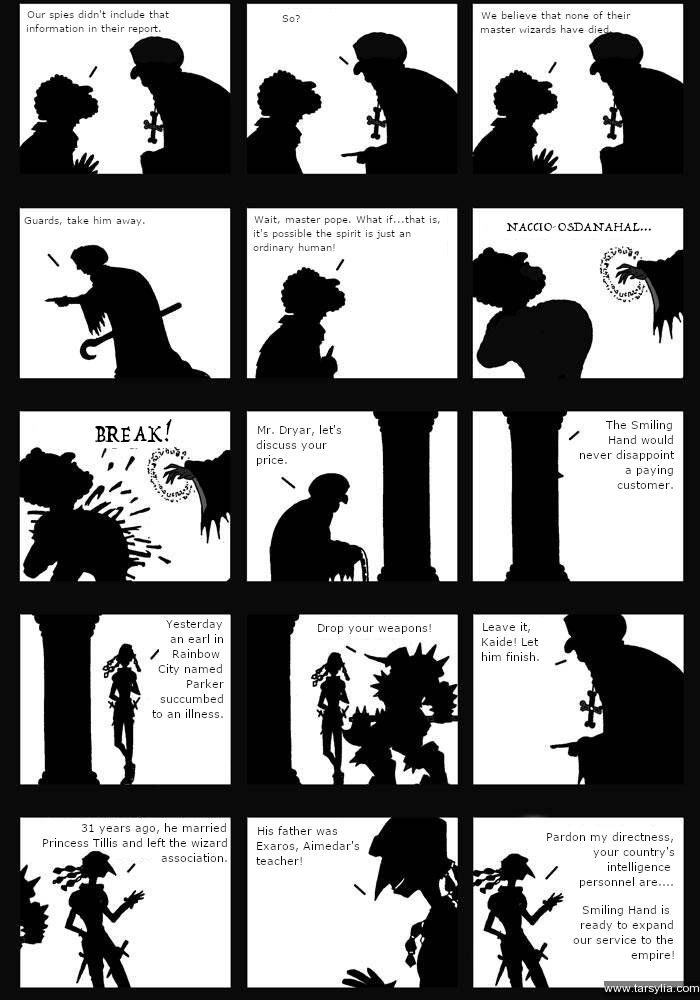 Our spies didn't include that
information in their report.
So?
We believe that none of their
master wizards have died.
Guards, take him away.
Wait, master pope. What if...that is,
it's possible the spirit is just an
ordinary human!
NACCIO-OSDANAHAL...
BREAK!
Mr. Dryar, let's
discuss your
price.
The Smiling
Hand would
never disappoint
a paying
customer.
Yesterday
an earl in
Rainbow
City named
Parker
succumbed
to an illness.
Drop your weapons!
Leave it,
Kaide! Let
him finish.
31 years ago, he married
Princess Tillis and left the wizard
association.
His father was
Exaros, Aimedar's
teacher!
Pardon my directness,
your country's
intelligence
personnel are....
Smiling Hand is
ready to expand
our service to the
empire!
www.tarsylia.com